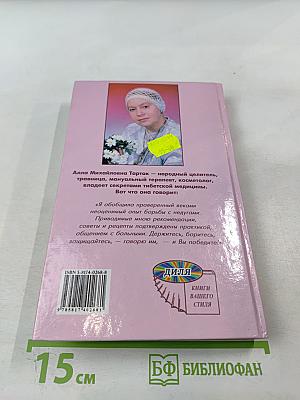 Алла Михайловна Тартак — народный целитель,
травница, мануальный терапевт, косметолог,
владеет секретами тибетской медицины.
Вот что она говорит:
«Я обобщила проверенный веками
неоценимый опыт борьбы с недугами.
Приводимые мною рекомендации,
советы и рецепты подтверждены практикой,
общением с больными. Держитесь, боритесь,
защищайтесь, — говорю им, — и Вы победите!»
ДИЛЯ
КНИГИ
ВАШЕГО
СТИЛЯ
15 см
БФ БИБЛИОФАН